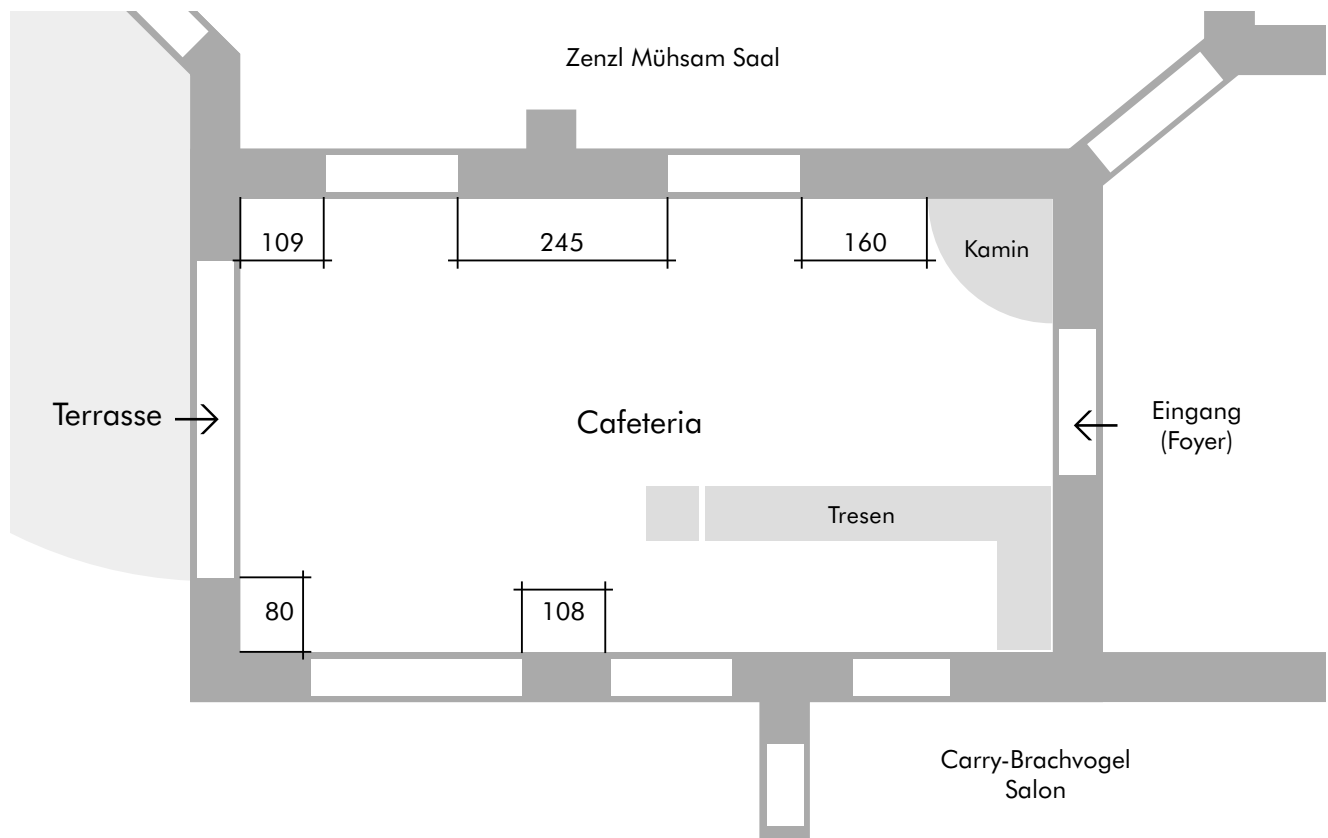 Zenzl Mühsam Saal
109
245
160
Kamin
Terrasse
Cafeteria
Eingang
(Foyer)
Tresen
80
108
Carry-Brachvogel
Salon